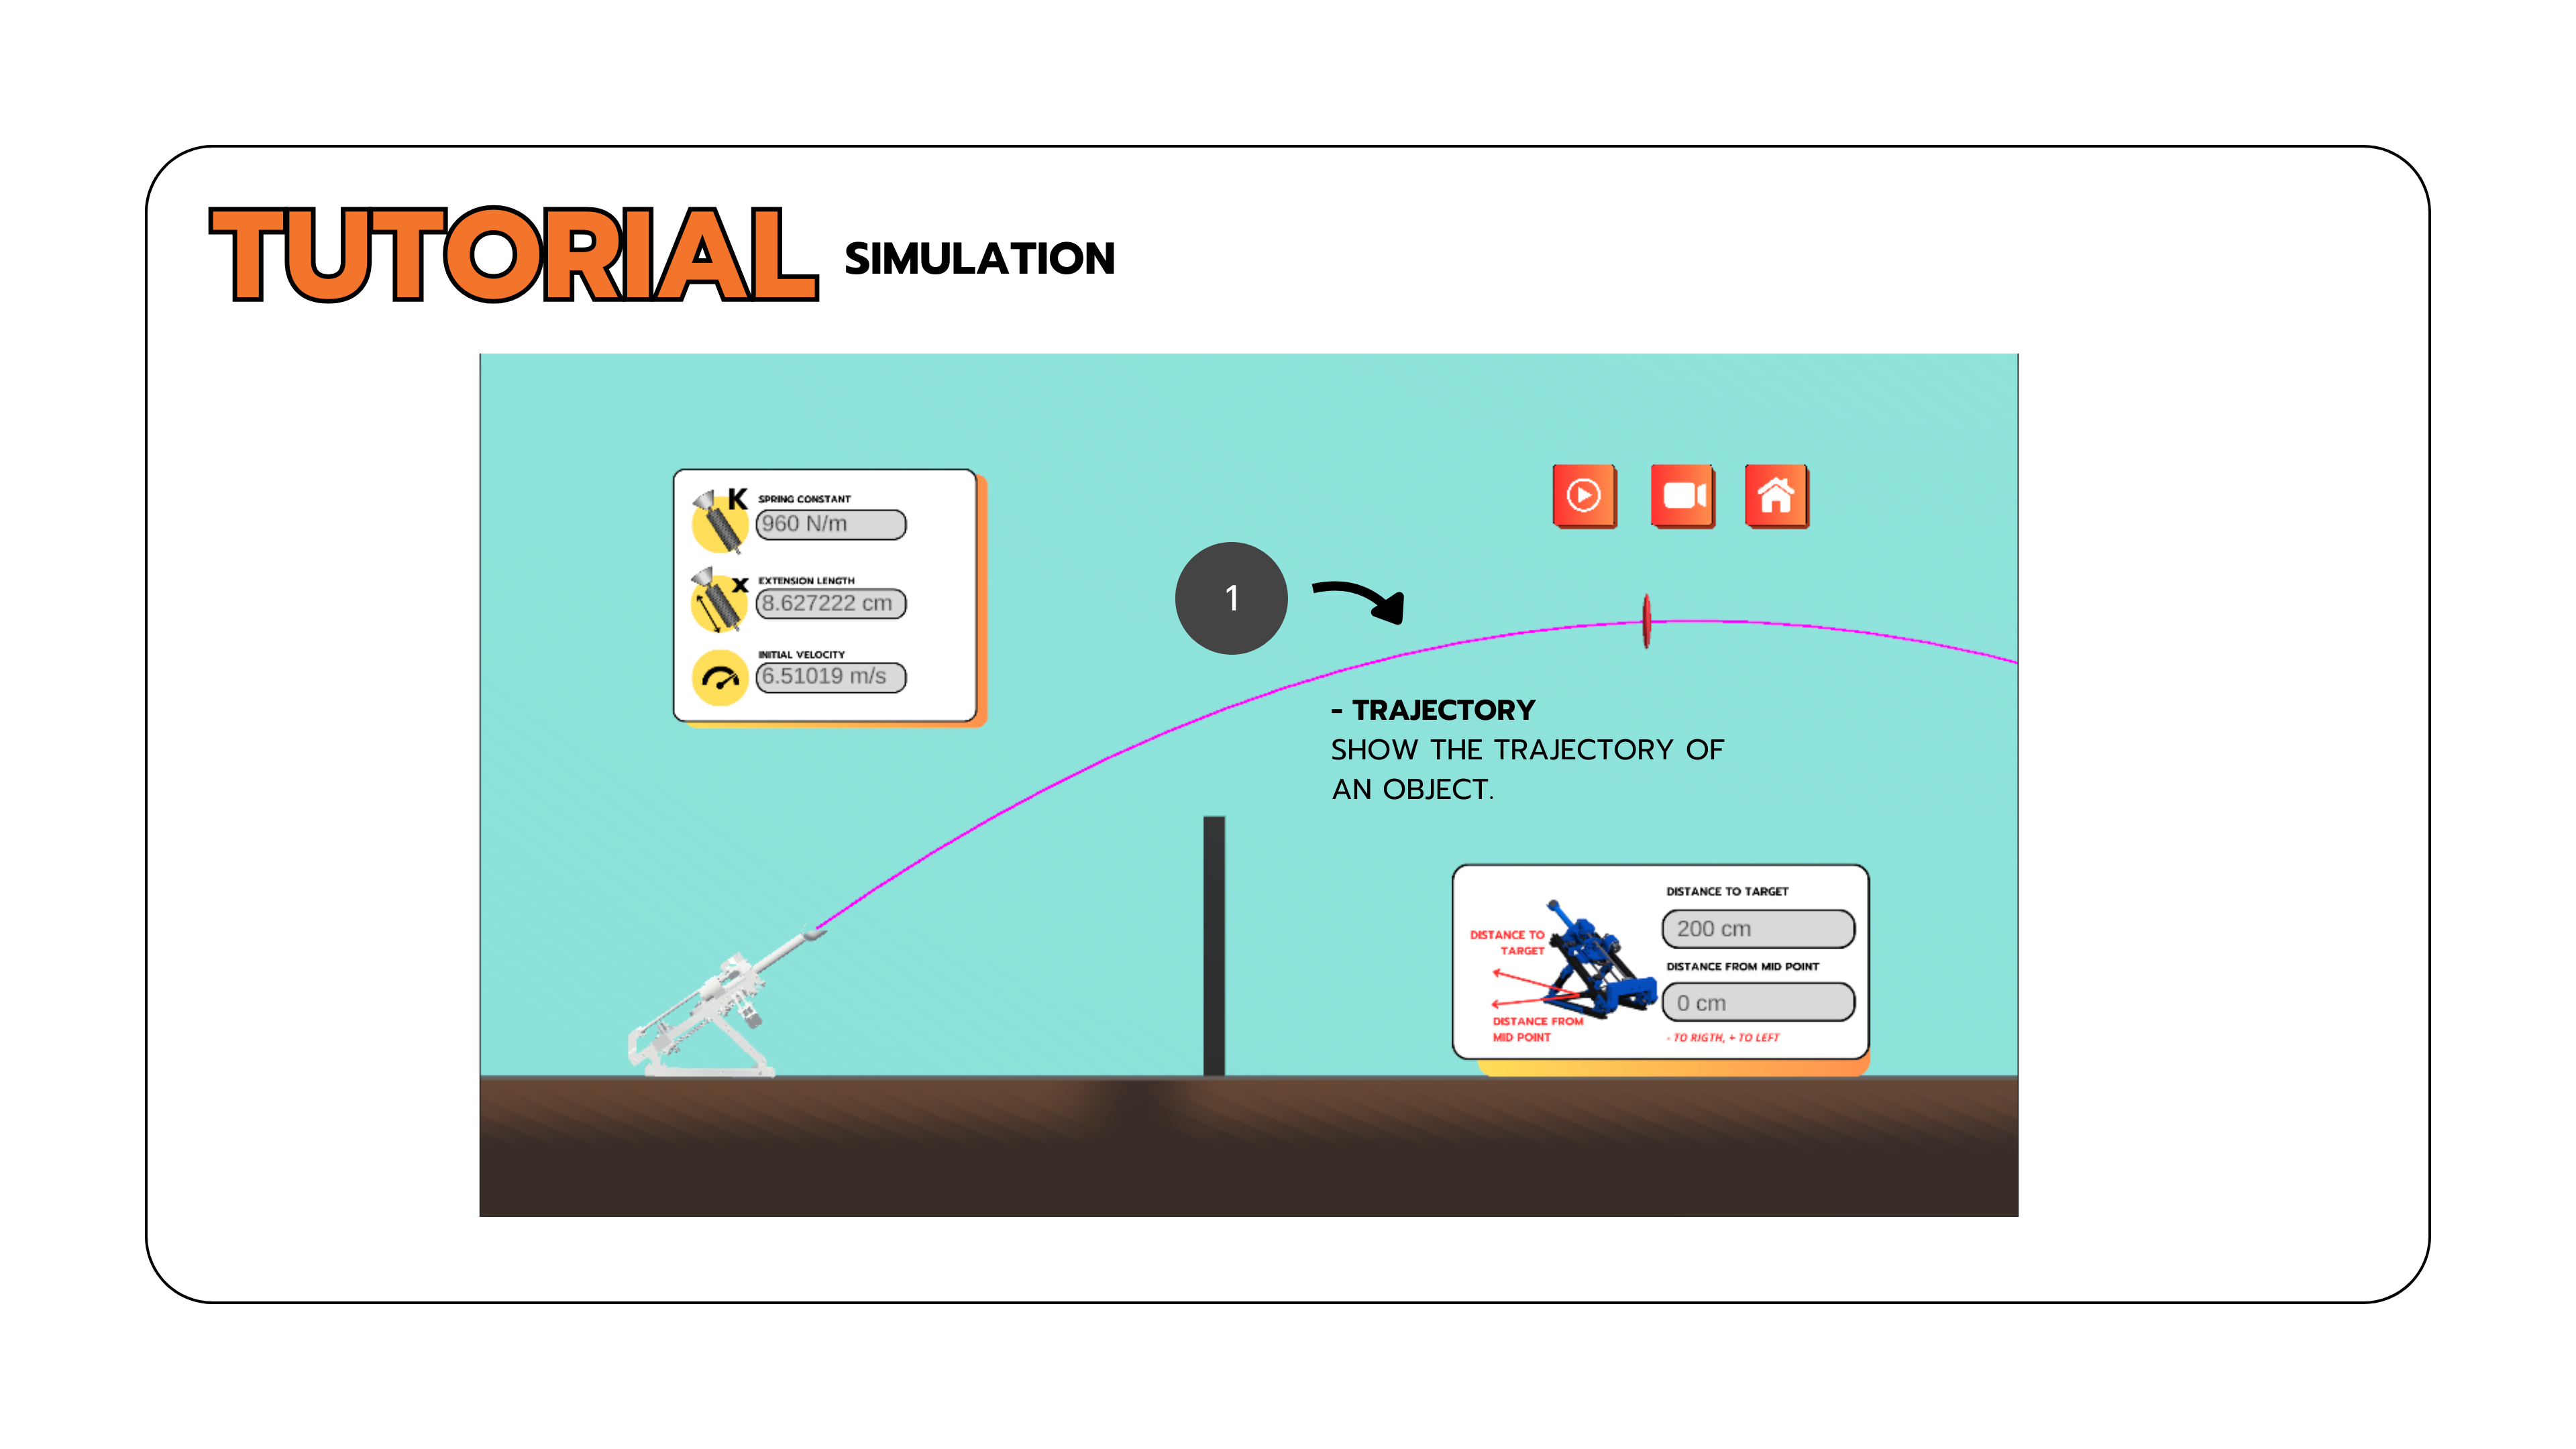 TUTORIAL SIMULATION
K SPRING CONSTANT
960 N/m
x EXTENSION LENGTH
8.627222 cm
INITIAL VELOCITY
6.51019 m/s
1
- TRAJECTORY
SHOW THE TRAJECTORY OF
AN OBJECT.
DISTANCE TO
TARGET
DISTANCE FROM
MID POINT
DISTANCE TO TARGET
200 cm
DISTANCE FROM MID POINT
0 cm
- TO RIGTH, + TO LEFT